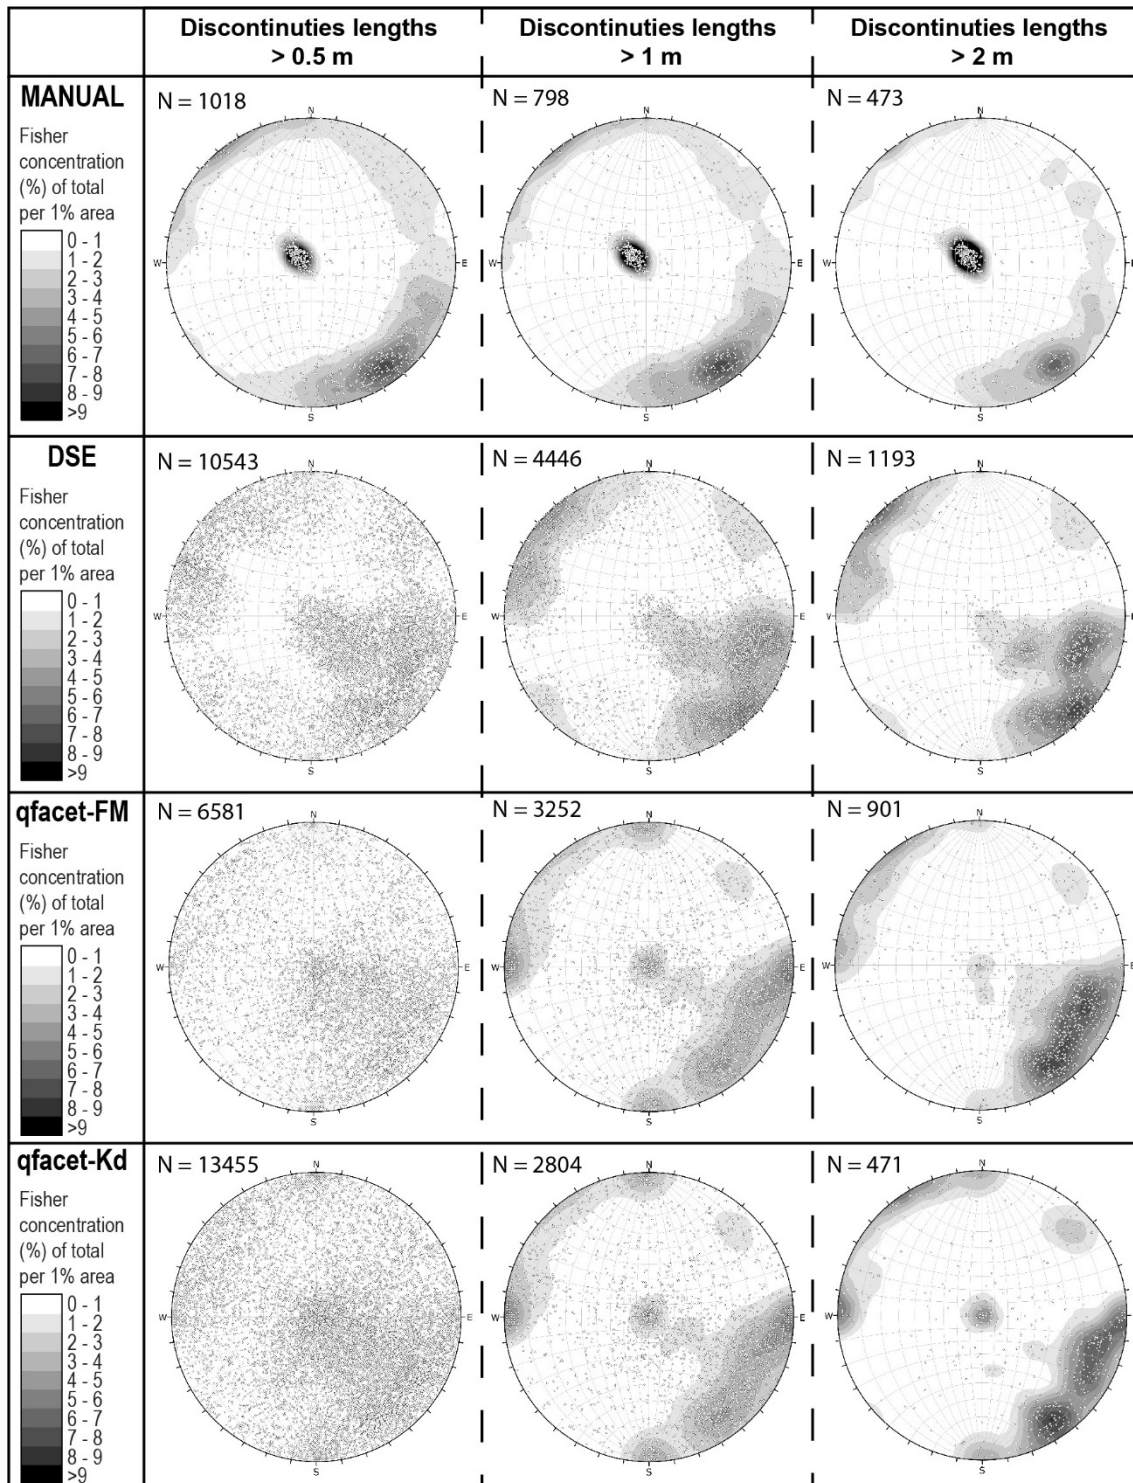 Discontinuties lengths
> 0.5 m
Discontinuties lengths
> 1 m
Discontinuties lengths
> 2 m
MANUAL
Fisher
concentration
(%) of total
per 1% area
0 - 1
1 - 2
2 - 3
3 - 4
4 - 5
5 - 6
6 - 7
7 - 8
8 - 9
>9
N = 1018
N
W
E
S
N = 798
N
W
E
S
N = 473
N
W
E
S
DSE
Fisher
concentration
(%) of total
per 1% area
0 - 1
1 - 2
2 - 3
3 - 4
4 - 5
5 - 6
6 - 7
7 - 8
8 - 9
>9
N = 10543
N
W
E
S
N = 4446
N
W
E
S
N = 1193
N
E
S
qfacet-FM
Fisher
concentration
(%) of total
per 1% area
0 - 1
1 - 2
2 - 3
3 - 4
4 - 5
5 - 6
6 - 7
7 - 8
8 - 9
>9
N = 6581
N
W
E
S
N = 3252
N
W
E
S
N = 901
N
W
E
S
qfacet-Kd
Fisher
concentration
(%) of total
per 1% area
0 - 1
1 - 2
2 - 3
3 - 4
4 - 5
5 - 6
6 - 7
7 - 8
8 - 9
>9
N = 13455
N
W
E
S
N = 2804
N
W
E
S
N = 471
N
W
E
S